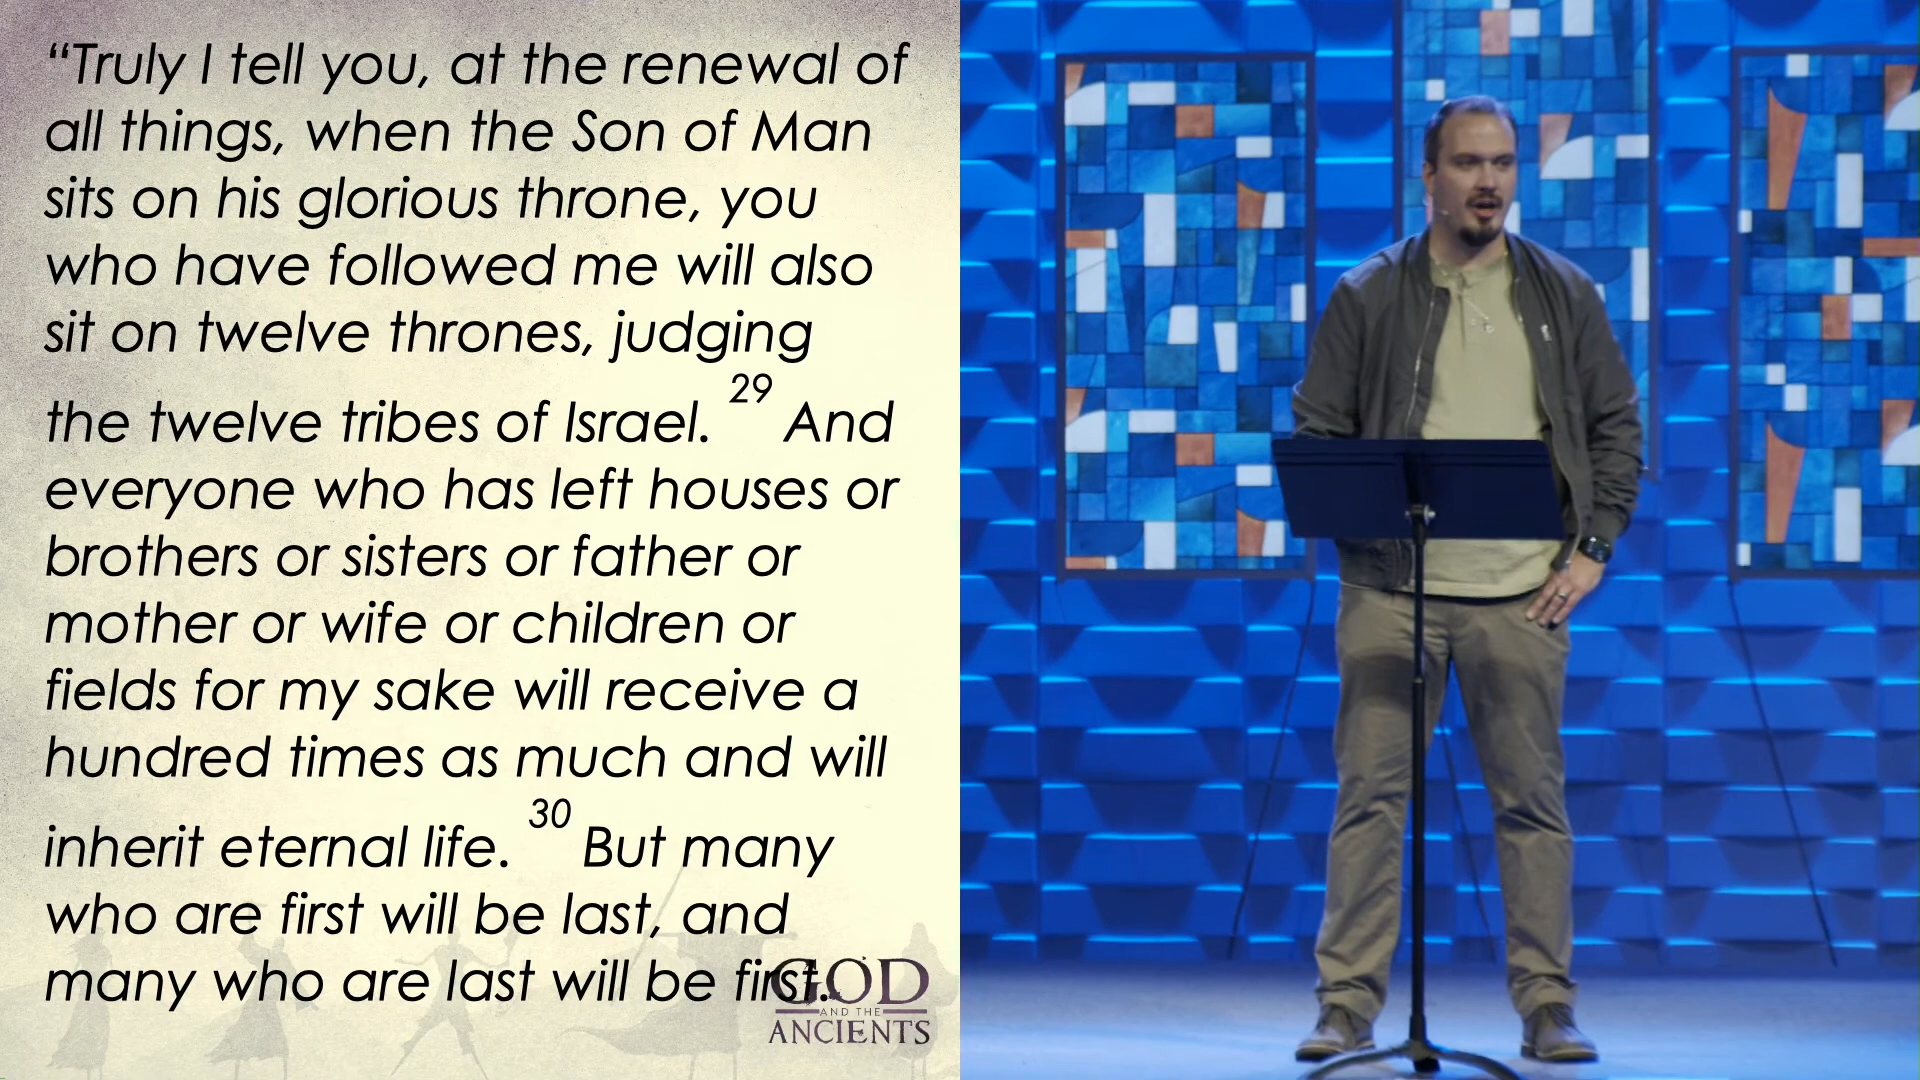 “Truly I tell you, at the renewal of
all things, when the Son of Man
sits on his glorious throne, you
who have followed me will also
sit on twelve thrones, judging
the twelve tribes of Israel. 29 And
everyone who has left houses or
brothers or sisters or father or
mother or wife or children or
fields for my sake will receive a
hundred times as much and will
inherit eternal life. 30 But many
who are first will be last, and
many who are last will be first.
GOD
AND THE
ANCIENTS